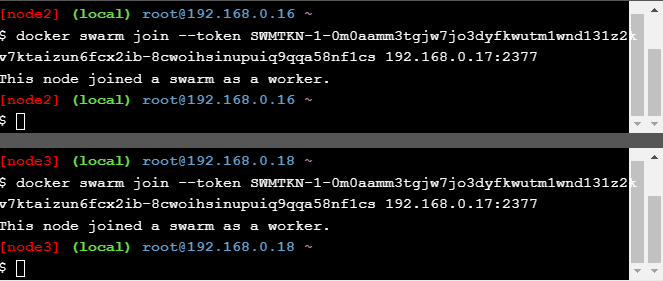 [node2] (local) root@192.168.0.16 ~
$ docker swarm join --token SWMTKN-1-0m0aamm3tgjw7jo3dyfkwutm1wnd131z2k
v7ktaizun6fcx2ib-8cwoihsinupuiq9qqa58nf1cs 192.168.0.17:2377
This node joined a swarm as a worker.
[node2] (local) root@192.168.0.16 ~
$
[node3] (local) root@192.168.0.18 ~
$ docker swarm join --token SWMTKN-1-0m0aamm3tgjw7jo3dyfkwutm1wnd131z2k
v7ktaizun6fcx2ib-8cwoihsinupuiq9qqa58nf1cs 192.168.0.17:2377
This node joined a swarm as a worker.
[node3] (local) root@192.168.0.18 ~
$